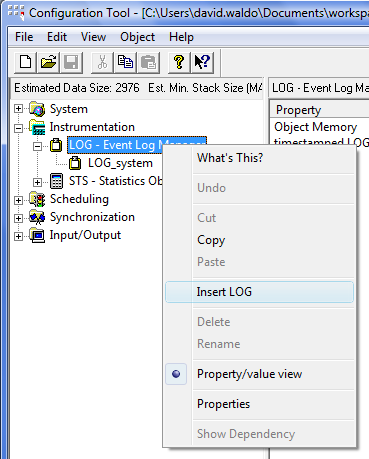 Configuration Tool - [C:\Users\david.waldo\Documents\workspa
File Edit View Object Help
Estimated Data Size: 2976 Est. Min. Stack Size (MA
LOG - Event Log Ma
System
Property
Instrumentation
Object Memory
LOG - Event Log Manager
timestamped LOG
LOG_system
STS - Statistics Ob
Scheduling
Synchronization
Input/Output
What's This?
Undo
Cut
Copy
Paste
Insert LOG
Delete
Rename
Property/value view
Properties
Show Dependency